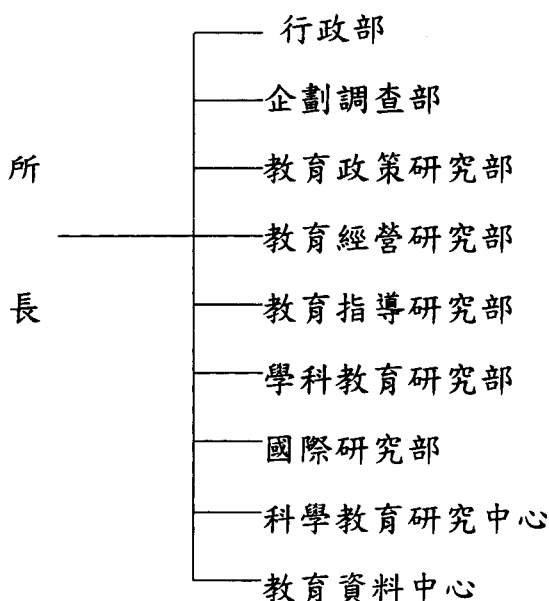 所長
行政部
企劃調查部
教育政策研究部
教育經營研究部
教育指導研究部
學科教育研究部
國際研究部
科學教育研究中心
教育資料中心